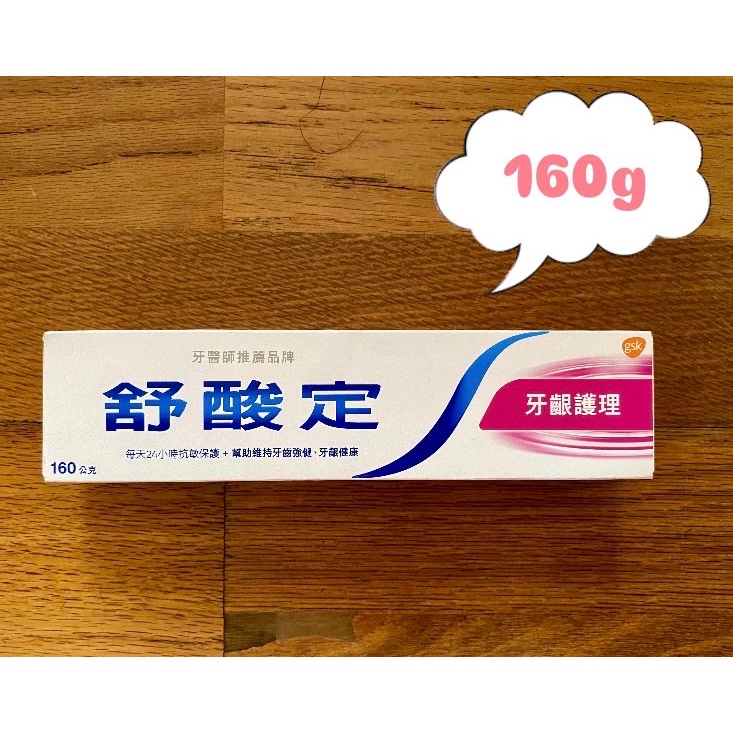 160g
牙醫師推薦品牌
gsk
舒酸定
牙齦護理
每天24小時抗敏保護 + 幫助維持牙齒強健、牙齦健康
160公克